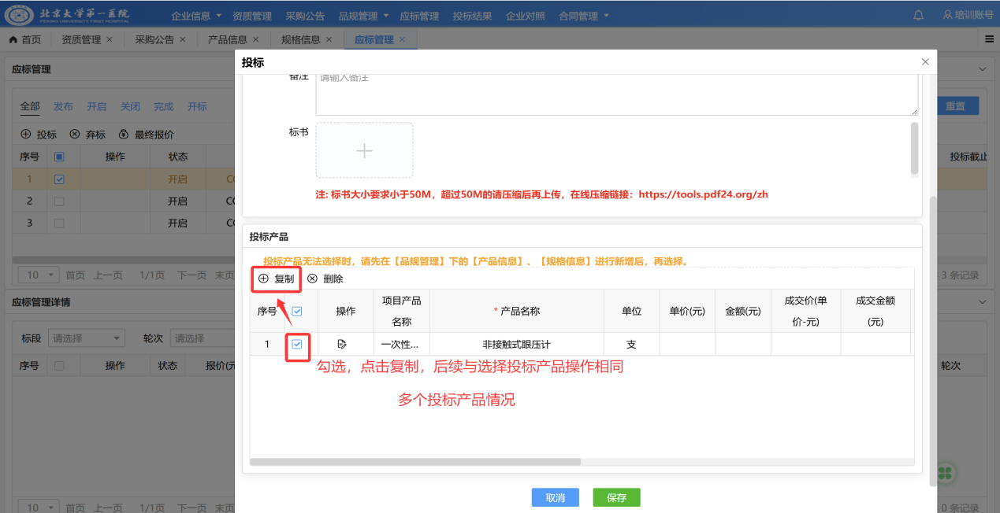 北京大学第一医院
PEKING UNIVERSITY FIRST HOSPITAL
企业信息 资质管理 采购公告 品规管理 应标管理 投标结果 企业对照 合同管理 培训账号
首页 资质管理 × 采购公告 × 产品信息 × 规格信息 × 应标管理 ×
应标管理
全部 发布 开启 关闭 完成 开标 重置
投标 弃标 最终报价
序号 操作 状态 投标截止
1 开启 CG
2 开启
3 开启
10 首页 上一页 1/1页 下一页 末页 3 条记录
应标管理详情
标段 请选择 轮次 请选择
序号 操作 状态 报价(元 轮次
10 首页 上一页 1/1页 下一页 末页 0 条记录
投标
备注 请输入备注
标书
注: 标书大小要求小于50M，超过50M的请压缩后再上传，在线压缩链接：https://tools.pdf24.org/zh
投标产品
投标产品无法选择时，请先在【品规管理】下的【产品信息】、【规格信息】进行新增后，再选择。
复制 删除
序号 操作 项目产品名称 * 产品名称 单位 单价(元) 金额(元) 成交价(单价-元) 成交金额(元)
1 一次性... 非接触式眼压计 支
勾选，点击复制，后续与选择投标产品操作相同
多个投标产品情况
取消 保存